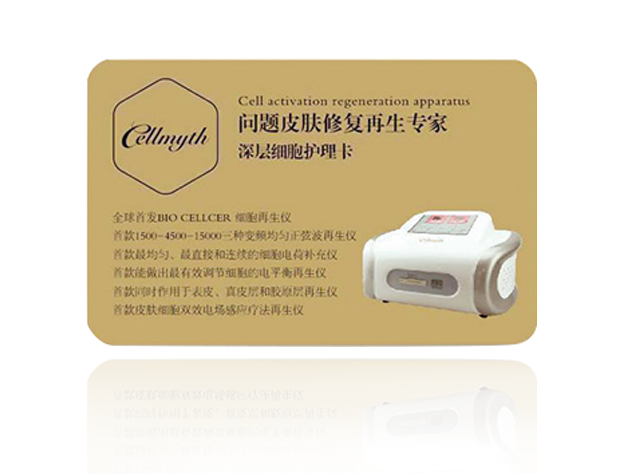 Cellmyth
Cell activation regeneration apparatus
问题皮肤修复再生专家
深层细胞护理卡
全球首发BIO CELLCER 细胞再生仪
首款1500-4500-15000三种变频均匀正弦波再生仪
首款最均匀、最直接和连续的细胞电荷补充仪
首款能做出最有效调节细胞的电平衡再生仪
首款同时作用于表皮、真皮层和胶原层再生仪
首款皮肤细胞双效电场感应疗法再生仪
Cellmyth